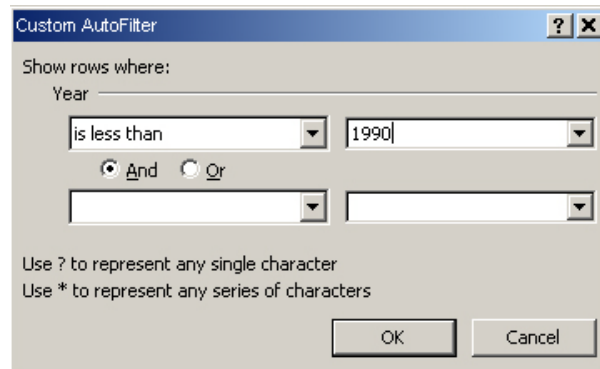 Custom AutoFilter ? X
Show rows where:
Year
is less than 1990
And Or
Use ? to represent any single character
Use * to represent any series of characters
OK Cancel